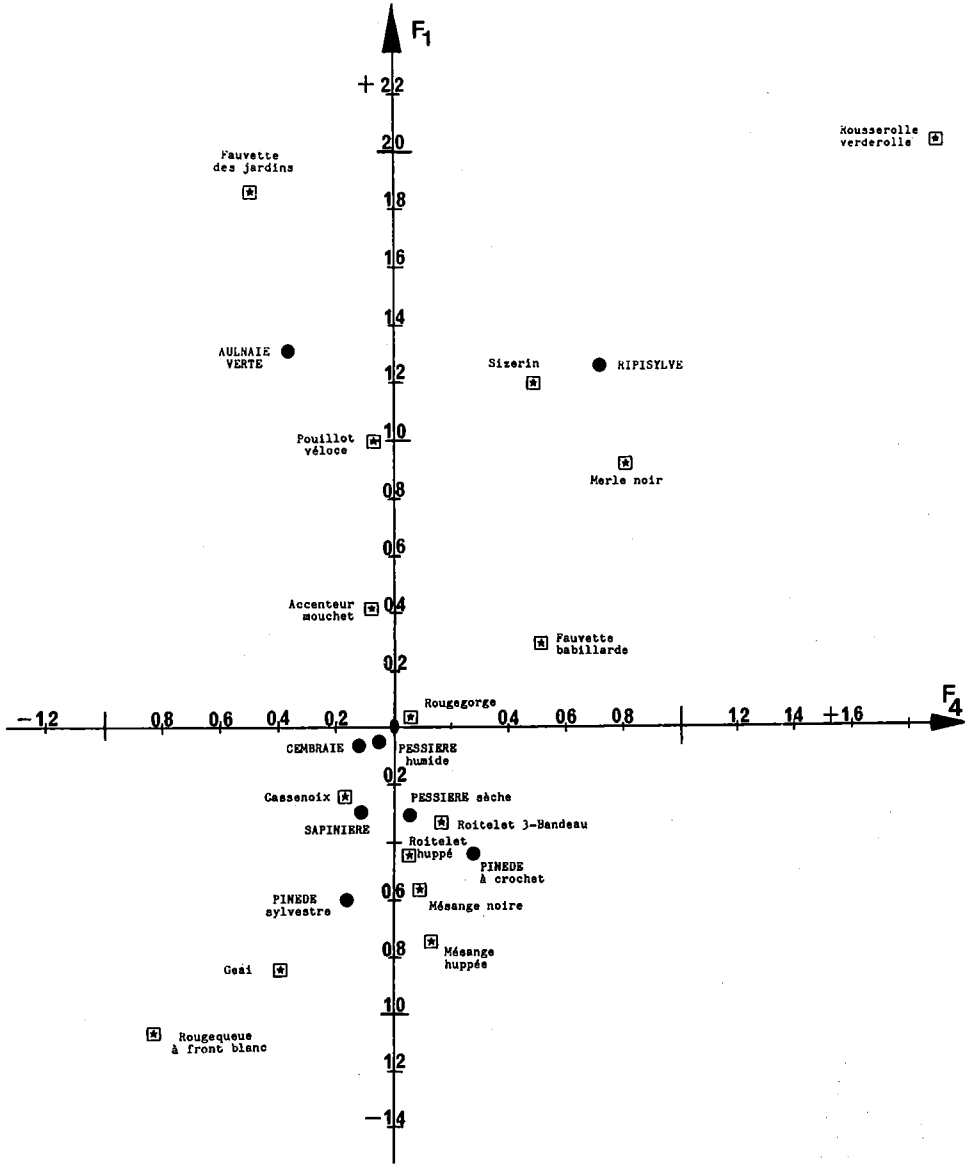 F1
+ 2,2
Rousserolle
verderolle
2,0
Fauvette
des jardins
1,8
1,6
1,4
AULNAIE
VERTE
Sizerin
RIPISYLVE
1,2
Pouillot
véloce
1,0
Merle noir
0,8
0,6
Accenteur
mouchet
0,4
Fauvette
babillarde
0,2
Rougegorge
F4
−1,2 0,8 0,6 0,4 0,2 0,4 0,6 0,8 1,2 1,4 +1,6
CEMBRAIE
PESSIERE
humide
0,2
Cassenoix
PESSIERE sèche
SAPINIERE
Roitelet 3-Bandeau
Roitelet
huppé
PINEDE
à crochet
0,6
PINEDE
sylvestre
Mésange noire
0,8
Mésange
huppée
Geai
1,0
Rougequeue
à front blanc
1,2
−1,4